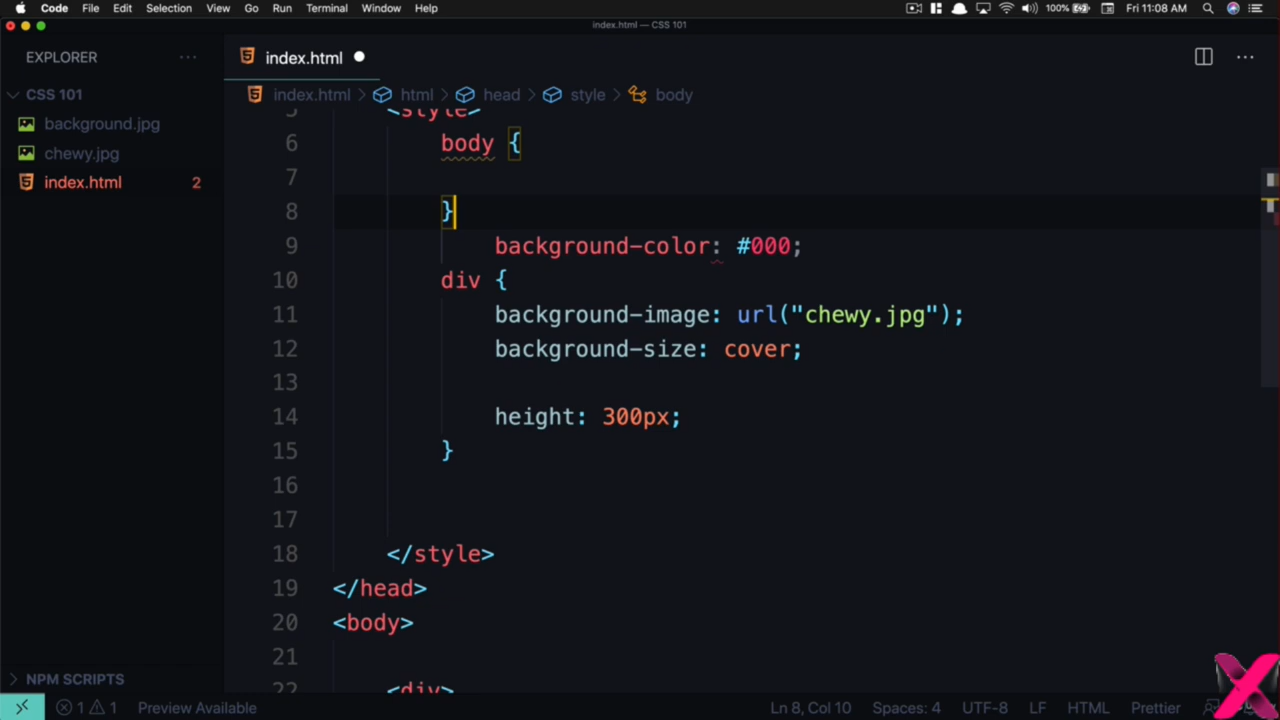 Code File Edit Selection View Go Run Terminal Window Help 100% Fri 11:08 AM
index.html — CSS 101
EXPLORER ··· index.html
CSS 101
background.jpg
chewy.jpg
index.html 2
NPM SCRIPTS
index.html > html > head > style > body
5 <style>
6 body {
7
8 }
9 background-color: #000;
10 div {
11 background-image: url("chewy.jpg");
12 background-size: cover;
13
14 height: 300px;
15 }
16
17
18 </style>
19 </head>
20 <body>
21
22 <div>
1 1 Preview Available Ln 8, Col 10 Spaces: 4 UTF-8 LF HTML Prettier
X